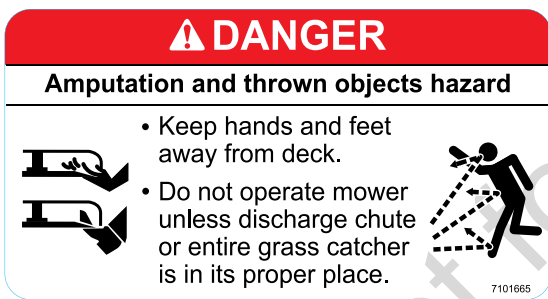 DANGER
Amputation and thrown objects hazard
• Keep hands and feet
away from deck.
• Do not operate mower
unless discharge chute
or entire grass catcher
is in its proper place.
7101665